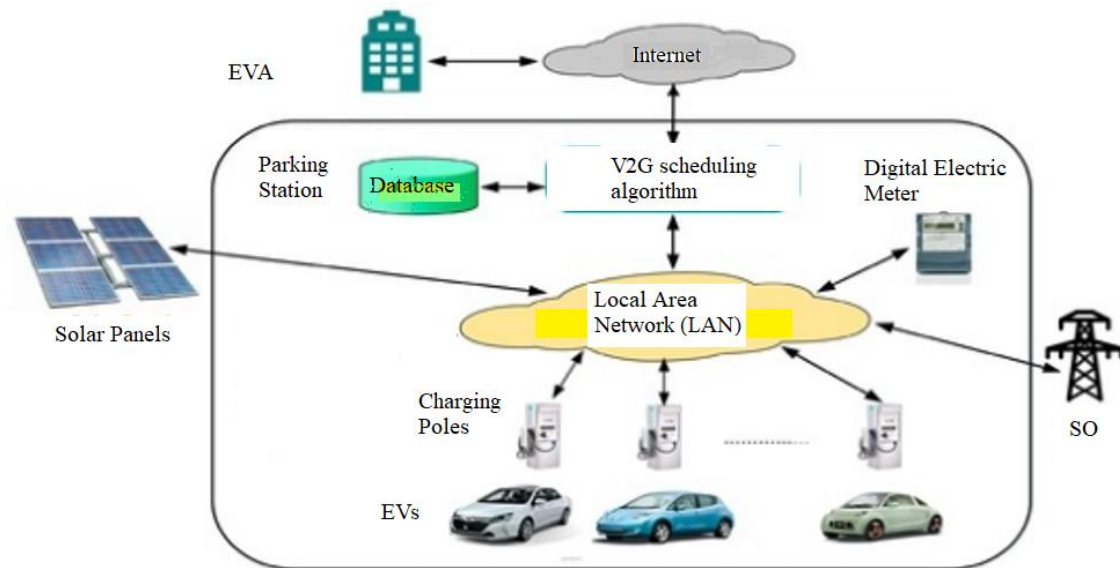 Internet
EVA
Parking
Station
Database
V2G scheduling
algorithm
Digital Electric
Meter
Solar Panels
Local Area
Network (LAN)
Charging
Poles
SO
EVs